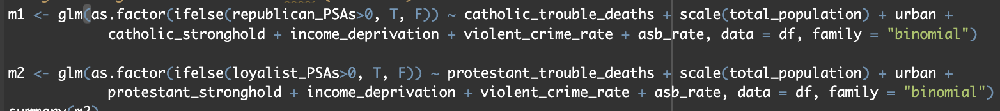 m1 <- glm(as.factor(ifelse(republican_PSAs>0, T, F)) ~ catholic_trouble_deaths + scale(total_population) + urban +
catholic_stronghold + income_deprivation + violent_crime_rate + asb_rate, data = df, family = "binomial")
m2 <- glm(as.factor(ifelse(loyalist_PSAs>0, T, F)) ~ protestant_trouble_deaths + scale(total_population) + urban +
protestant_stronghold + income_deprivation + violent_crime_rate + asb_rate, data = df, family = "binomial")
summary(m2)